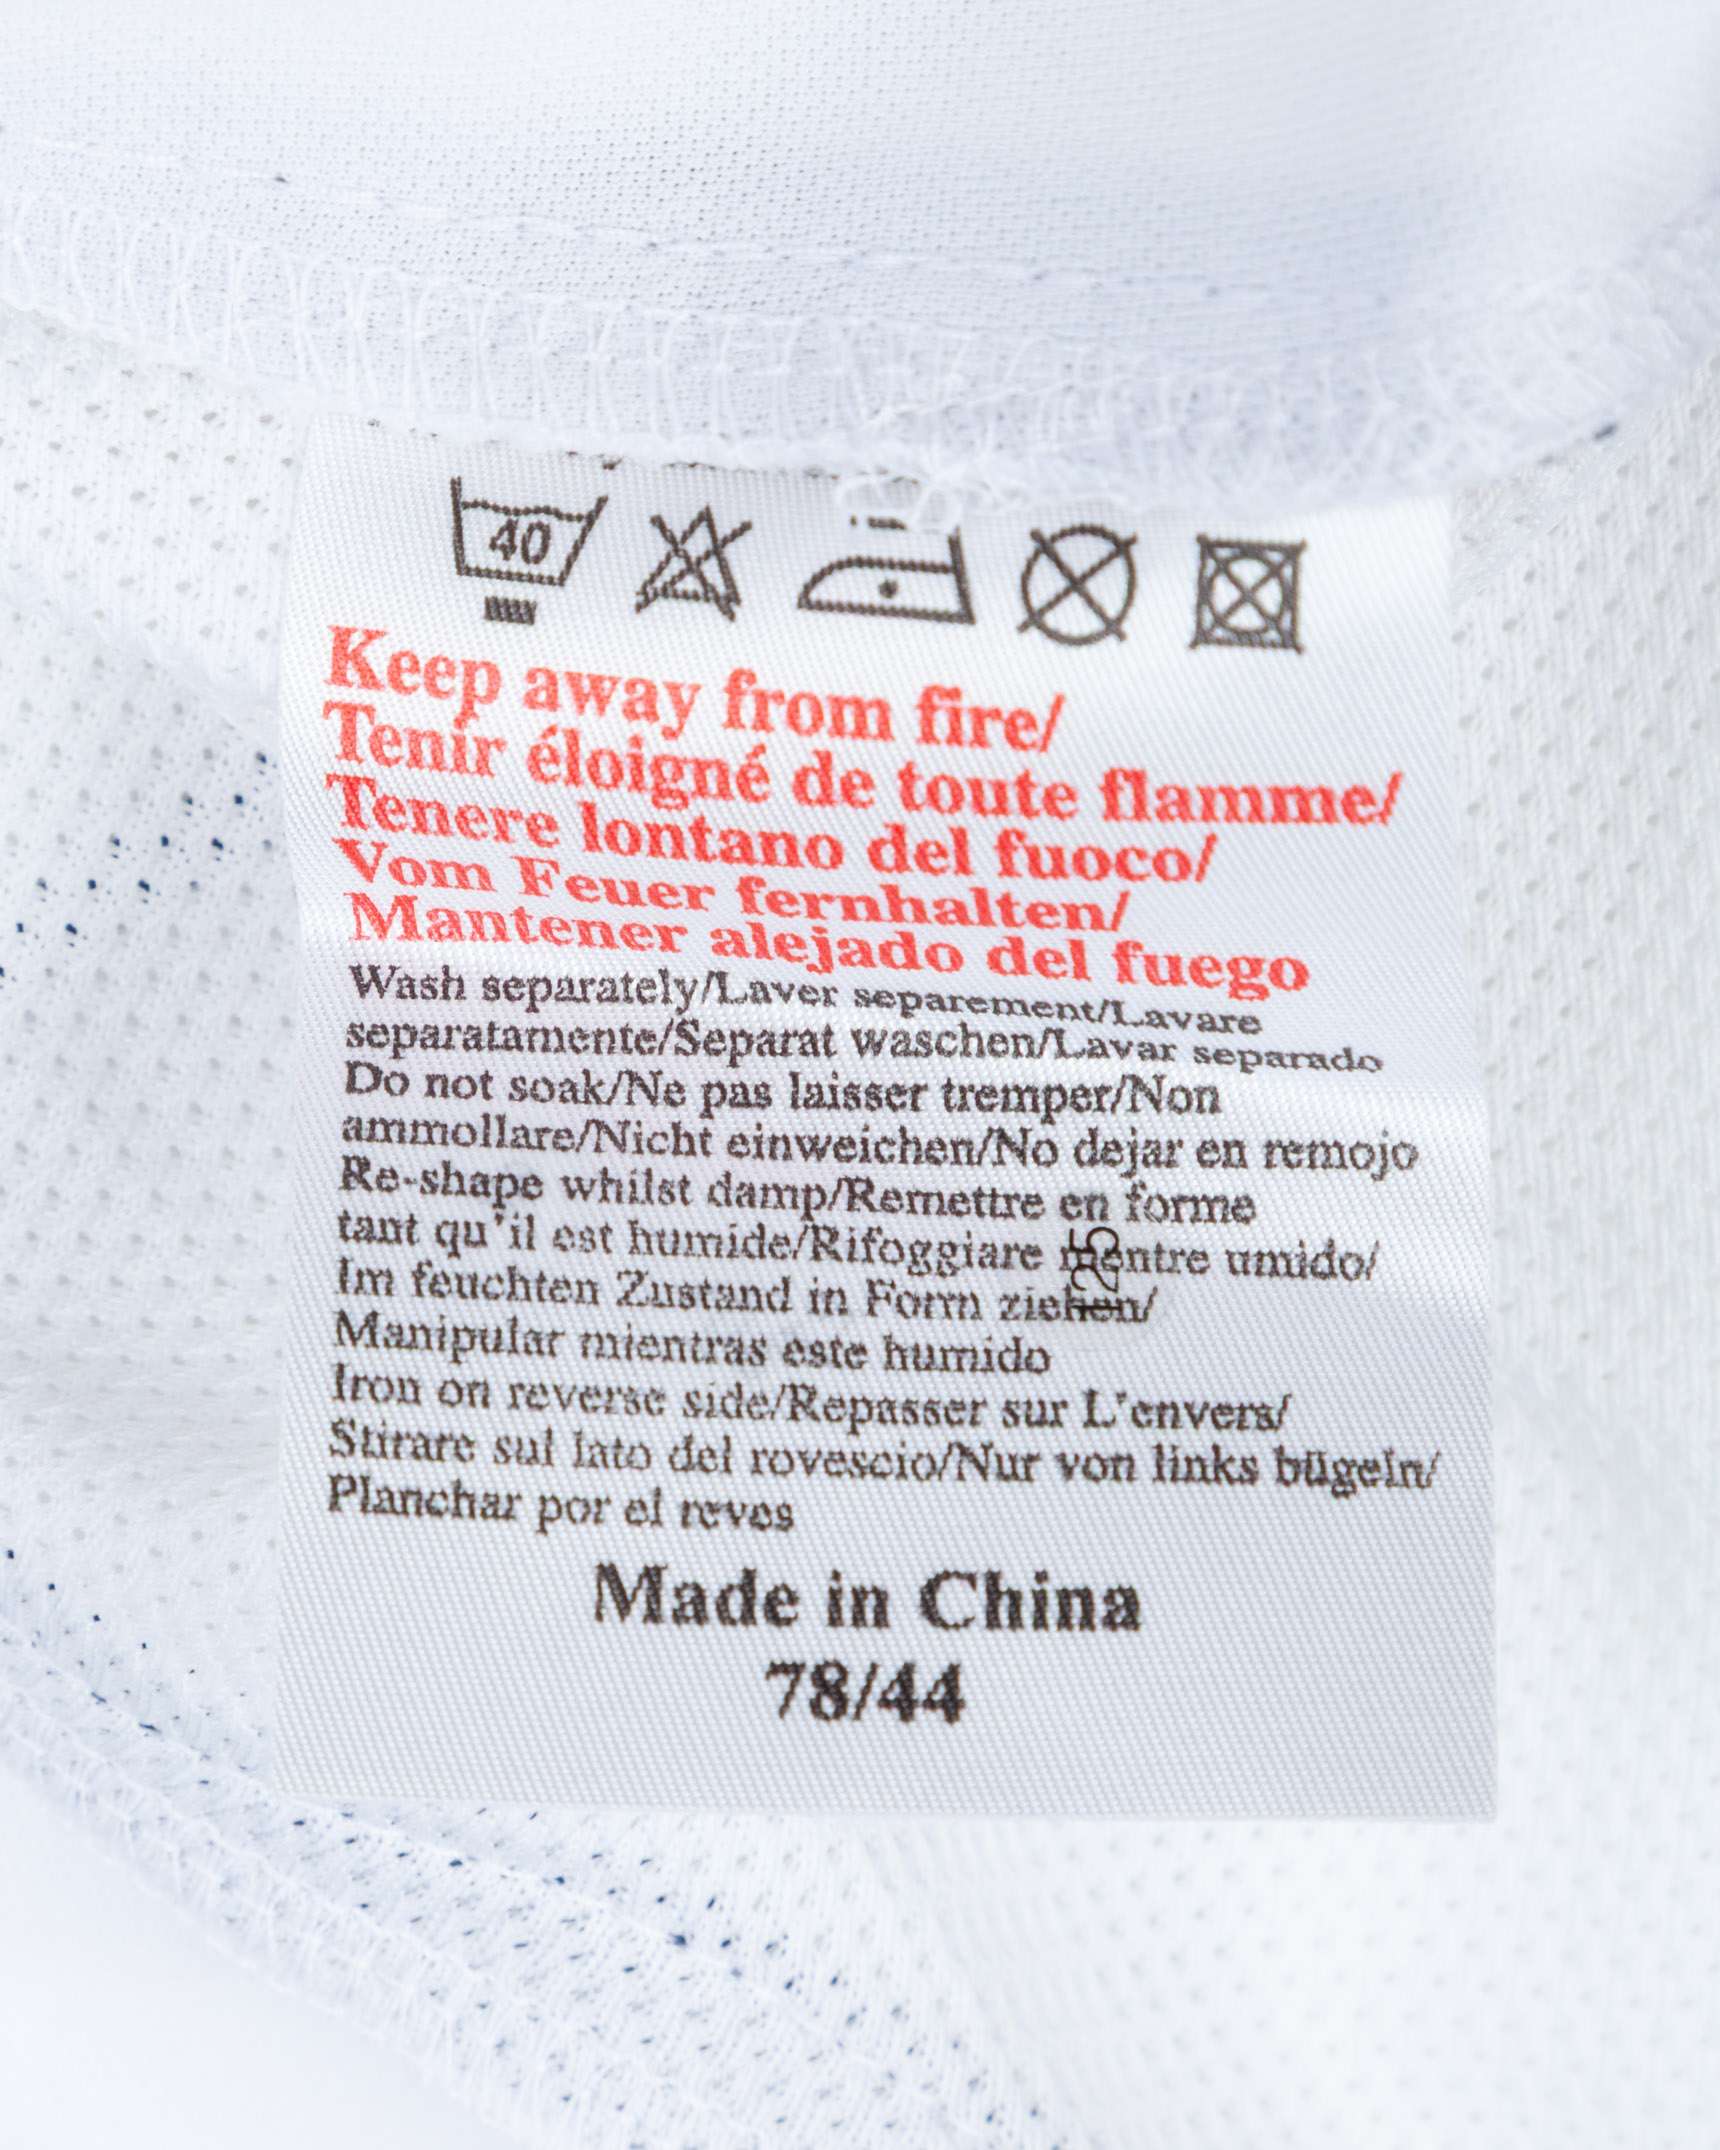 40
Keep away from fire/
Tenir éloigné de toute flamme/
Tenere lontano del fuoco/
Vom Feuer fernhalten/
Mantener alejado del fuego
Wash separately/Laver separement/Lavare
separatamente/Separat waschen/Lavar separado
Do not soak/Ne pas laisser tremper/Non
ammollare/Nicht einweichen/No dejar en remojo
Re-shape whilst damp/Remettre en forme
tant qu'il est humide/Rifoggiare mentre umido/
Im feuchten Zustand in Form ziehen/
Manipular mientras este humido
Iron on reverse side/Repasser sur L'envers/
Stirare sul lato del rovescio/Nur von links bügeln/
Planchar por el reves
Made in China
78/44